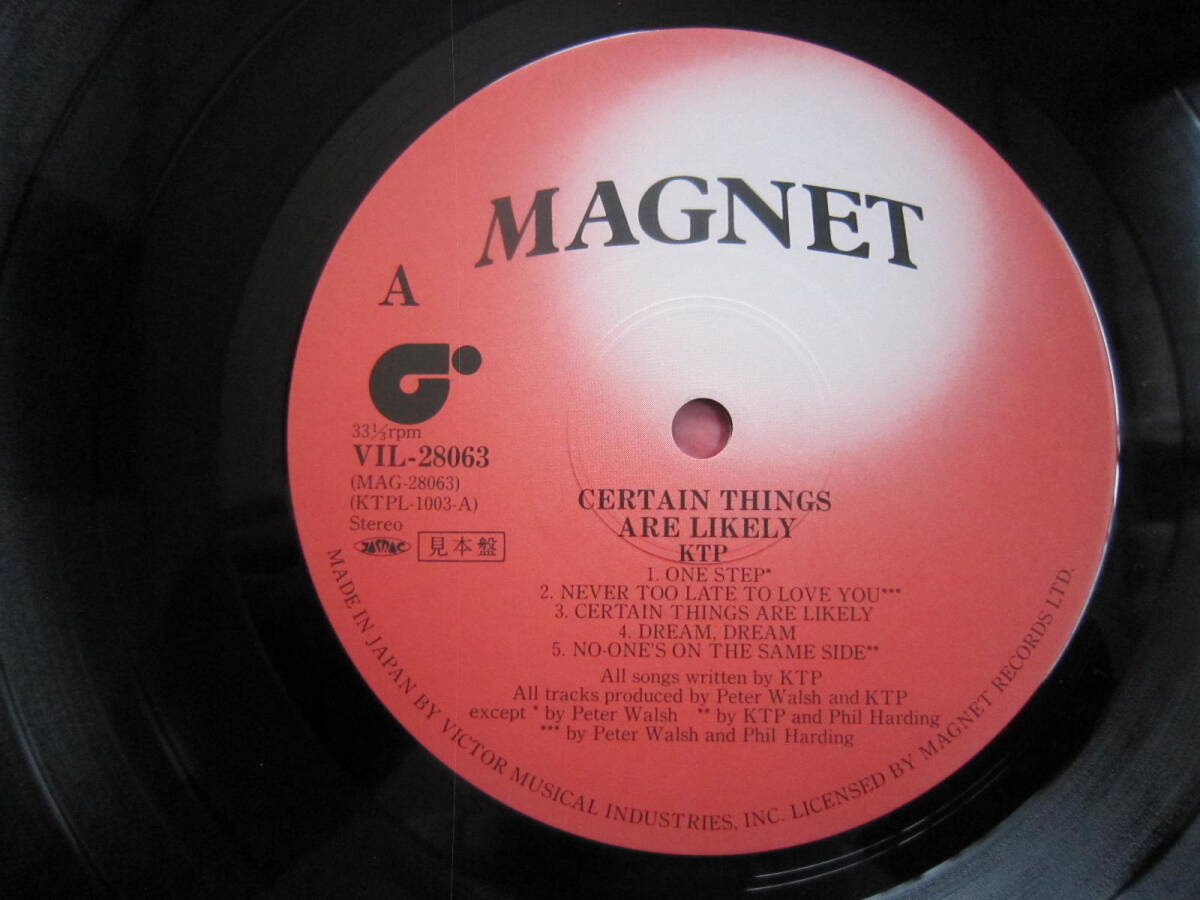 MAGNET
A
33⅓rpm
VIL-28063
(MAG-28063)
(KTPL-1003-A)
Stereo
JASRAC
見本盤
CERTAIN THINGS
ARE LIKELY
KTP
1. ONE STEP*
2. NEVER TOO LATE TO LOVE YOU***
3. CERTAIN THINGS ARE LIKELY
4. DREAM, DREAM
5. NO-ONE'S ON THE SAME SIDE**
All songs written by KTP
All tracks produced by Peter Walsh and KTP
except * by Peter Walsh ** by KTP and Phil Harding
*** by Peter Walsh and Phil Harding
MADE IN JAPAN BY VICTOR MUSICAL INDUSTRIES, INC. LICENSED BY MAGNET RECORDS LTD.